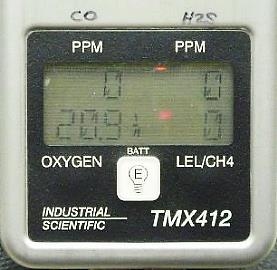 CO H2S
PPM PPM
0 0
20.9 % 0
BATT
OXYGEN E LEL/CH4
INDUSTRIAL
SCIENTIFIC TMX412